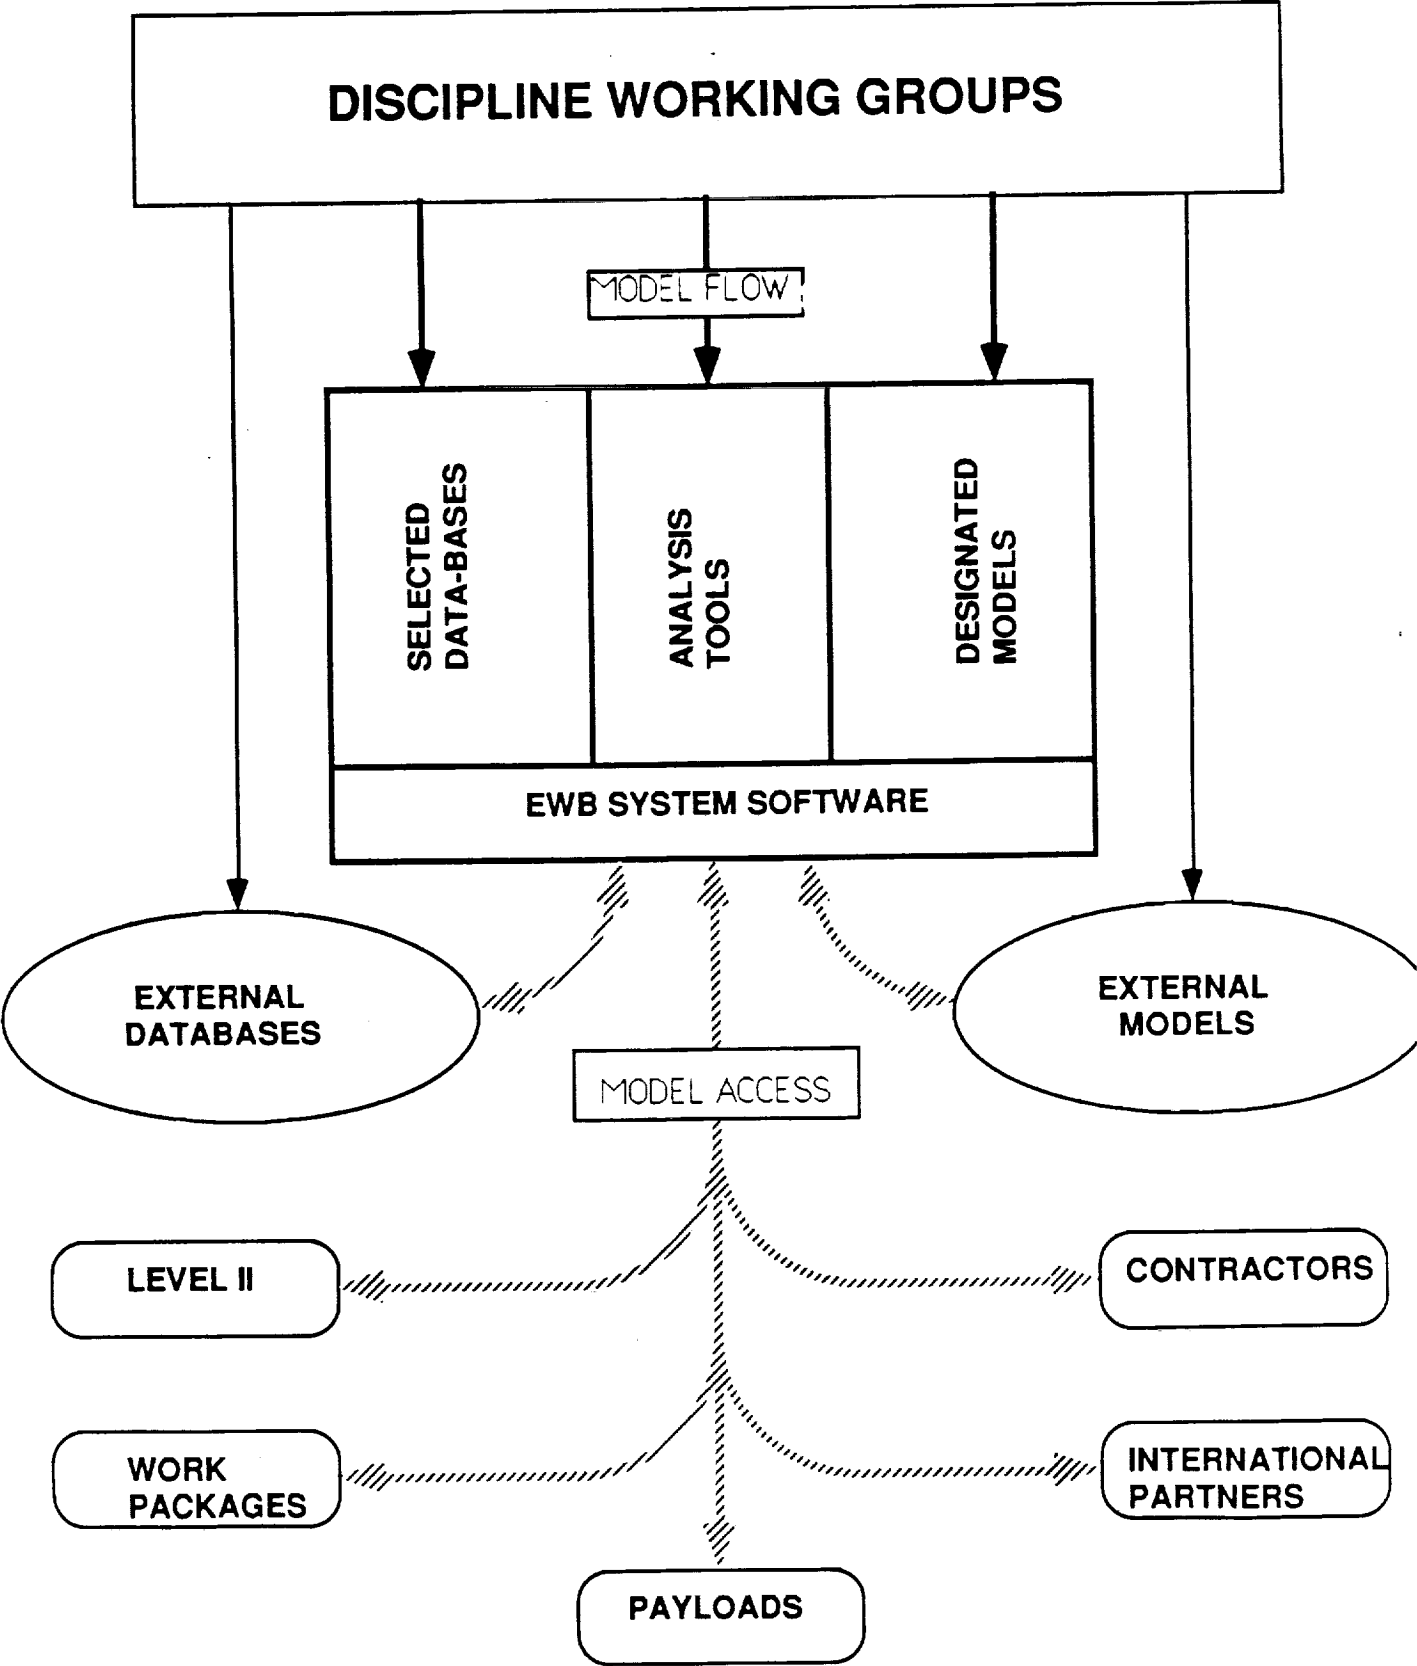 DISCIPLINE WORKING GROUPS
MODEL FLOW
SELECTED
DATA-BASES
ANALYSIS
TOOLS
DESIGNATED
MODELS
EWB SYSTEM SOFTWARE
EXTERNAL
DATABASES
EXTERNAL
MODELS
MODEL ACCESS
LEVEL II
CONTRACTORS
WORK
PACKAGES
INTERNATIONAL
PARTNERS
PAYLOADS